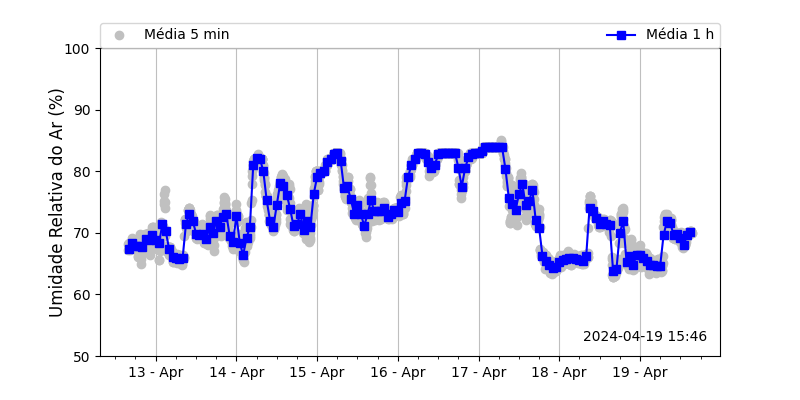 Média 5 min
Média 1 h
Umidade Relativa do Ar (%)
100
90
80
70
60
50
2024-04-19 15:46
13 - Apr
14 - Apr
15 - Apr
16 - Apr
17 - Apr
18 - Apr
19 - Apr